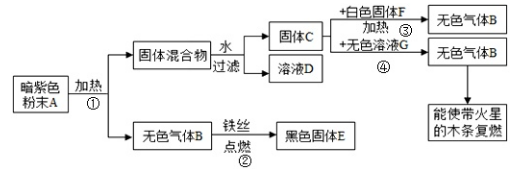 暗紫色
粉末A
加热
①
固体混合物
水
过滤
固体C
溶液D
+白色固体F
加热 ③
无色气体B
+无色溶液G
④
无色气体B
能使带火星
的木条复燃
无色气体B
铁丝
点燃
②
黑色固体E